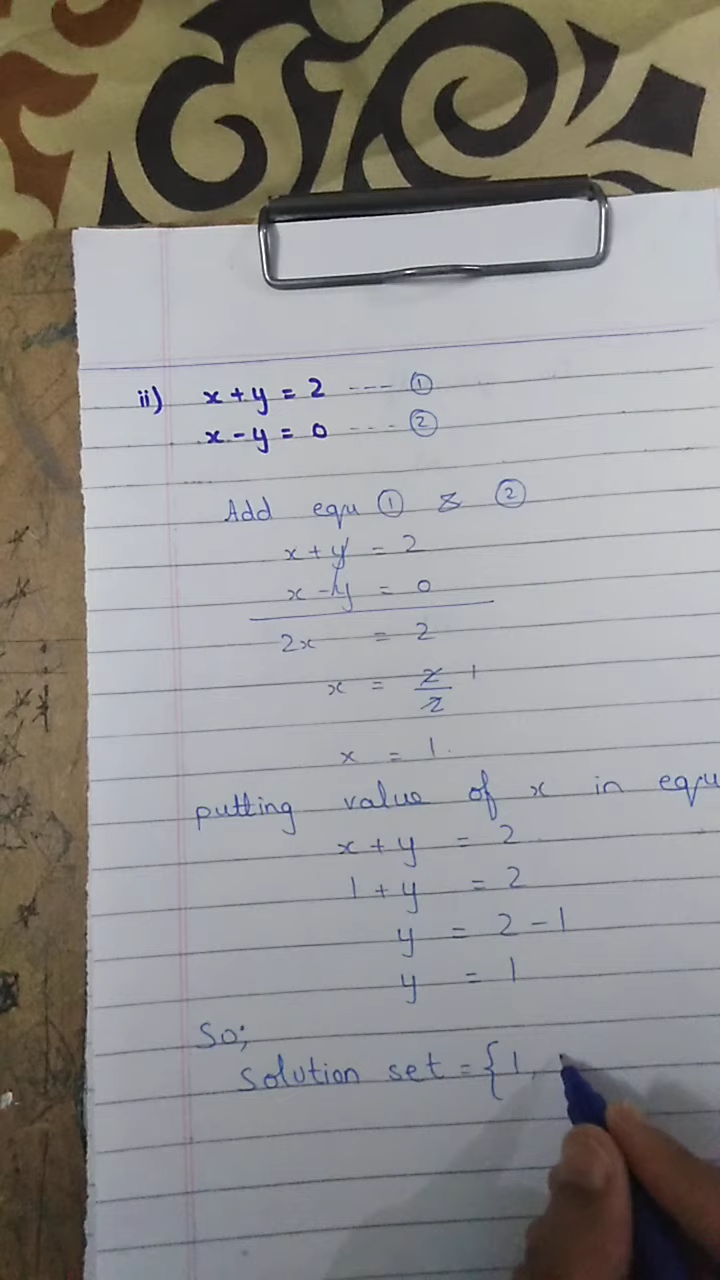 ii) x + y = 2 --- ①
x - y = 0 --- ②
Add equ ① & ②
x + y = 2
x - y = 0
2x = 2
x = 2/2 1
x = 1.
putting value of x in equ
x + y = 2
1 + y = 2
y = 2 - 1
y = 1
So;
Solution set = { 1,